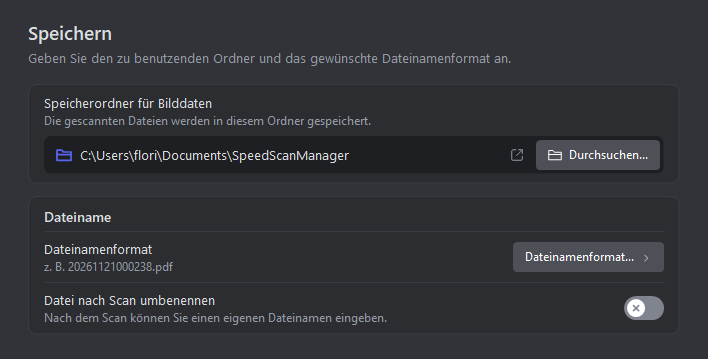 Speichern
Geben Sie den zu benutzenden Ordner und das gewünschte Dateinamenformat an.
Speicherordner für Bilddaten
Die gescannten Dateien werden in diesem Ordner gespeichert.
C:\Users\flori\Documents\SpeedScanManager
Durchsuchen...
Dateiname
Dateinamenformat
z. B. 20261121000238.pdf
Dateinamenformat...
Datei nach Scan umbenennen
Nach dem Scan können Sie einen eigenen Dateinamen eingeben.